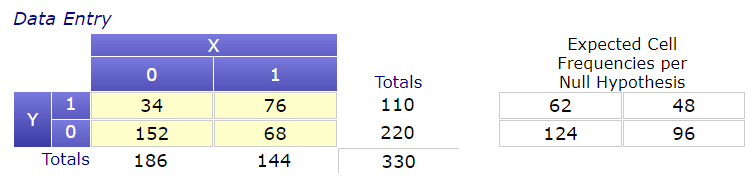 Data Entry
X
0 1
Totals
Y 1 34 76 110
0 152 68 220
Totals 186 144 330
Expected Cell
Frequencies per
Null Hypothesis
62 48
124 96